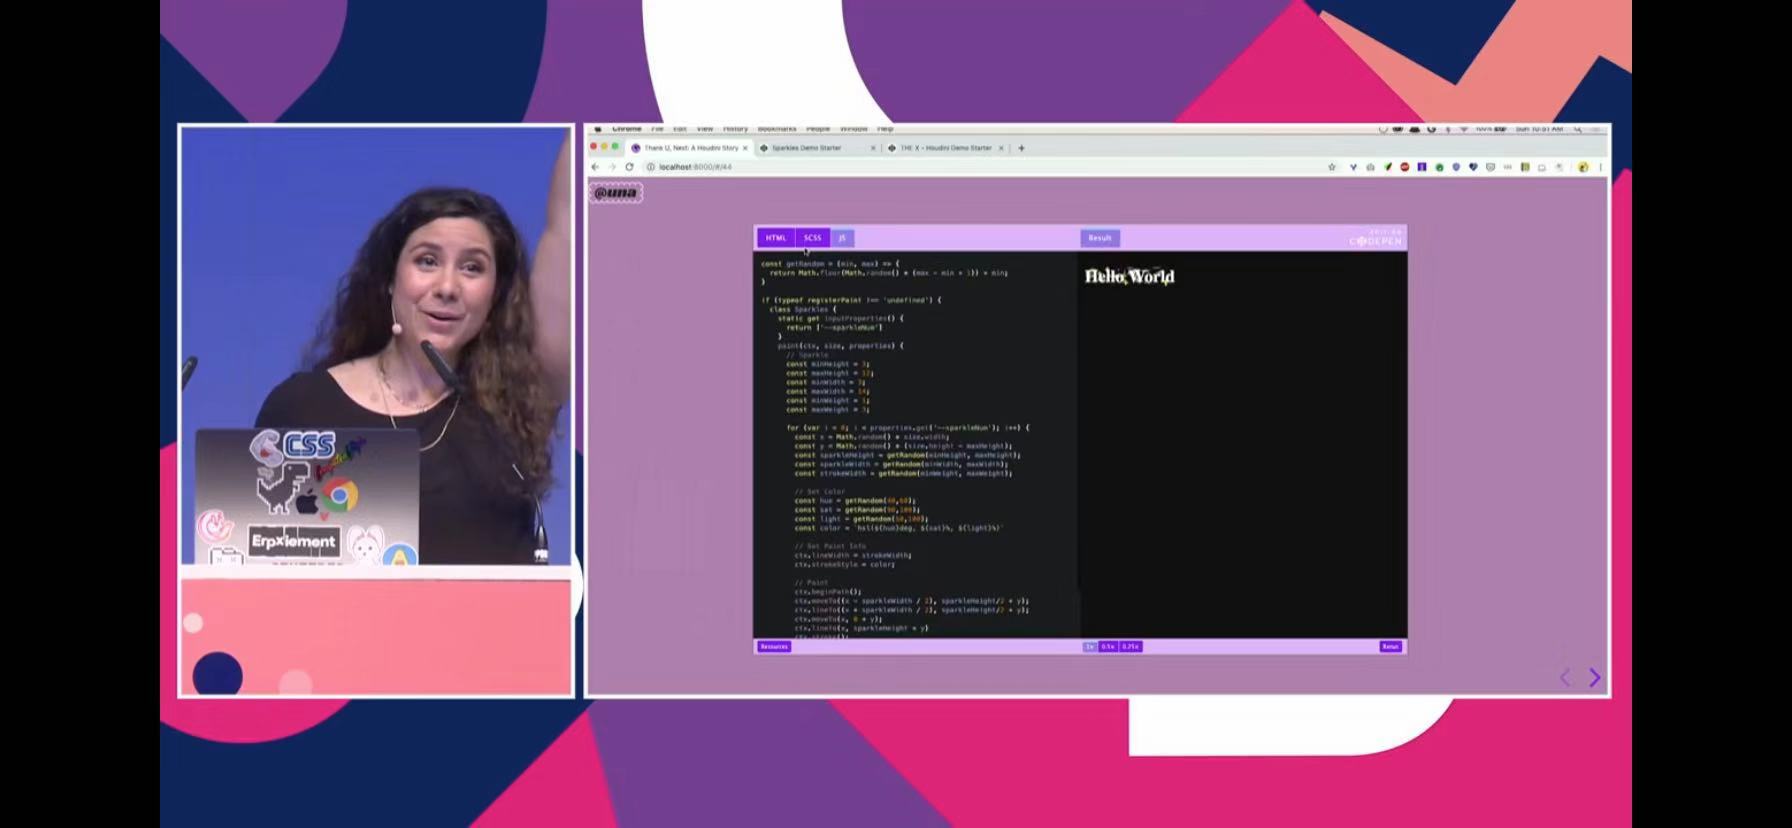 Chrome File Edit View History Bookmarks People Window Help
100% Sun 10:51 AM
Thank U, Next: A Houdini Story
Sparkles Demo Starter
THE X - Houdini Demo Starter
localhost:8000/#/44
@una
HTML SCSS JS
Result
EDIT ON
CODEPEN
const getRandom = (min, max) => {
return Math.floor(Math.random() * (max - min + 1)) + min;
}
if (typeof registerPaint !== 'undefined') {
class Sparkles {
static get inputProperties() {
return ['--sparkleNum']
}
paint(ctx, size, properties) {
// Sparkle
const minHeight = 3;
const maxHeight = 12;
const minWidth = 3;
const maxWidth = 14;
const minWeight = 1;
const maxWeight = 3;
for (var i = 0; i < properties.get('--sparkleNum'); i++) {
const x = Math.random() * size.width;
const y = Math.random() * (size.height - maxHeight);
const sparkleHeight = getRandom(minHeight, maxHeight);
const sparkleWidth = getRandom(minWidth, maxWidth);
const strokeWidth = getRandom(minWeight, maxWeight);
// Set Color
const hue = getRandom(40,60);
const sat = getRandom(90,100);
const light = getRandom(50,100);
const color = `hsl(${hue}deg, ${sat}%, ${light}%)`
// Set Paint Info
ctx.lineWidth = strokeWidth;
ctx.strokeStyle = color;
// Paint
ctx.beginPath();
ctx.moveTo((x - sparkleWidth / 2), sparkleHeight/2 + y);
ctx.lineTo((x + sparkleWidth / 2), sparkleHeight/2 + y);
ctx.moveTo(x, 0 + y);
ctx.lineTo(x, sparkleHeight + y)
ctx.stroke();
Hello World
Resources
1x 0.5x 0.25x
Rerun
CSS
Erpxlement